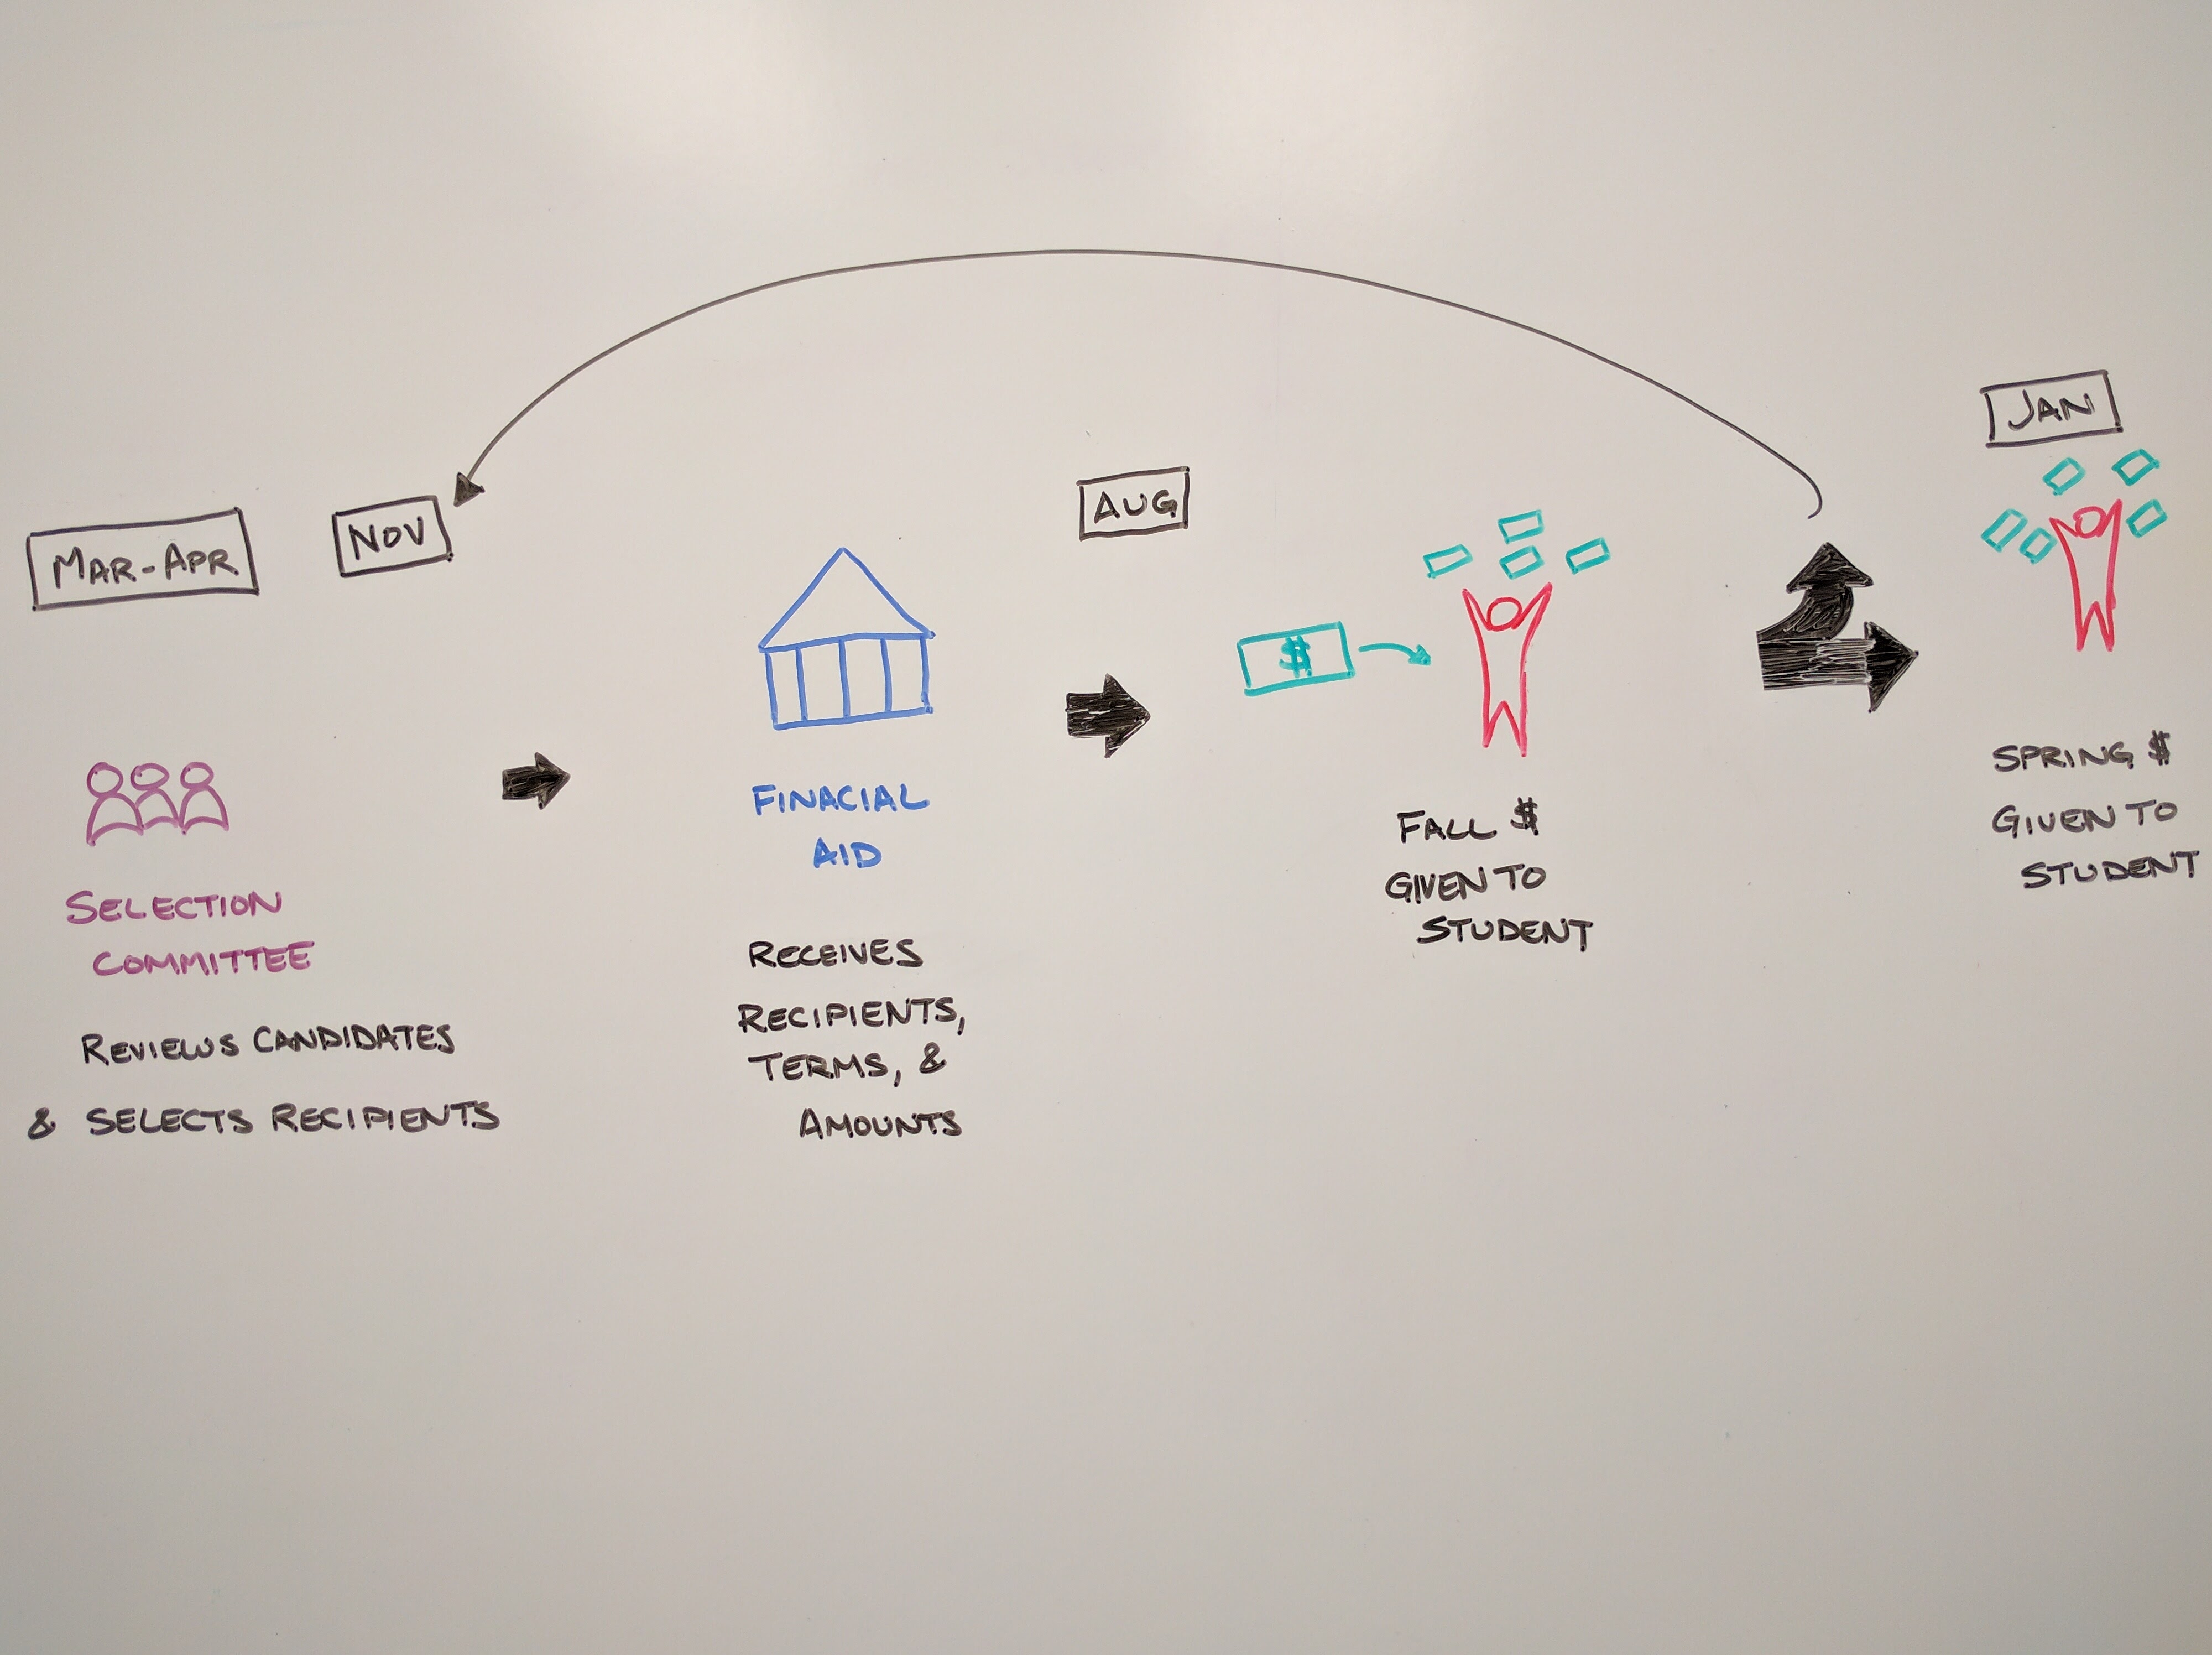 MAR-APR
NOV
SELECTION
COMMITTEE
REVIEWS CANDIDATES
& SELECTS RECIPIENTS
FINACIAL
AID
RECEIVES
RECIPIENTS,
TERMS, &
AMOUNTS
AUG
$
FALL $
GIVEN TO
STUDENT
JAN
SPRING $
GIVEN TO
STUDENT